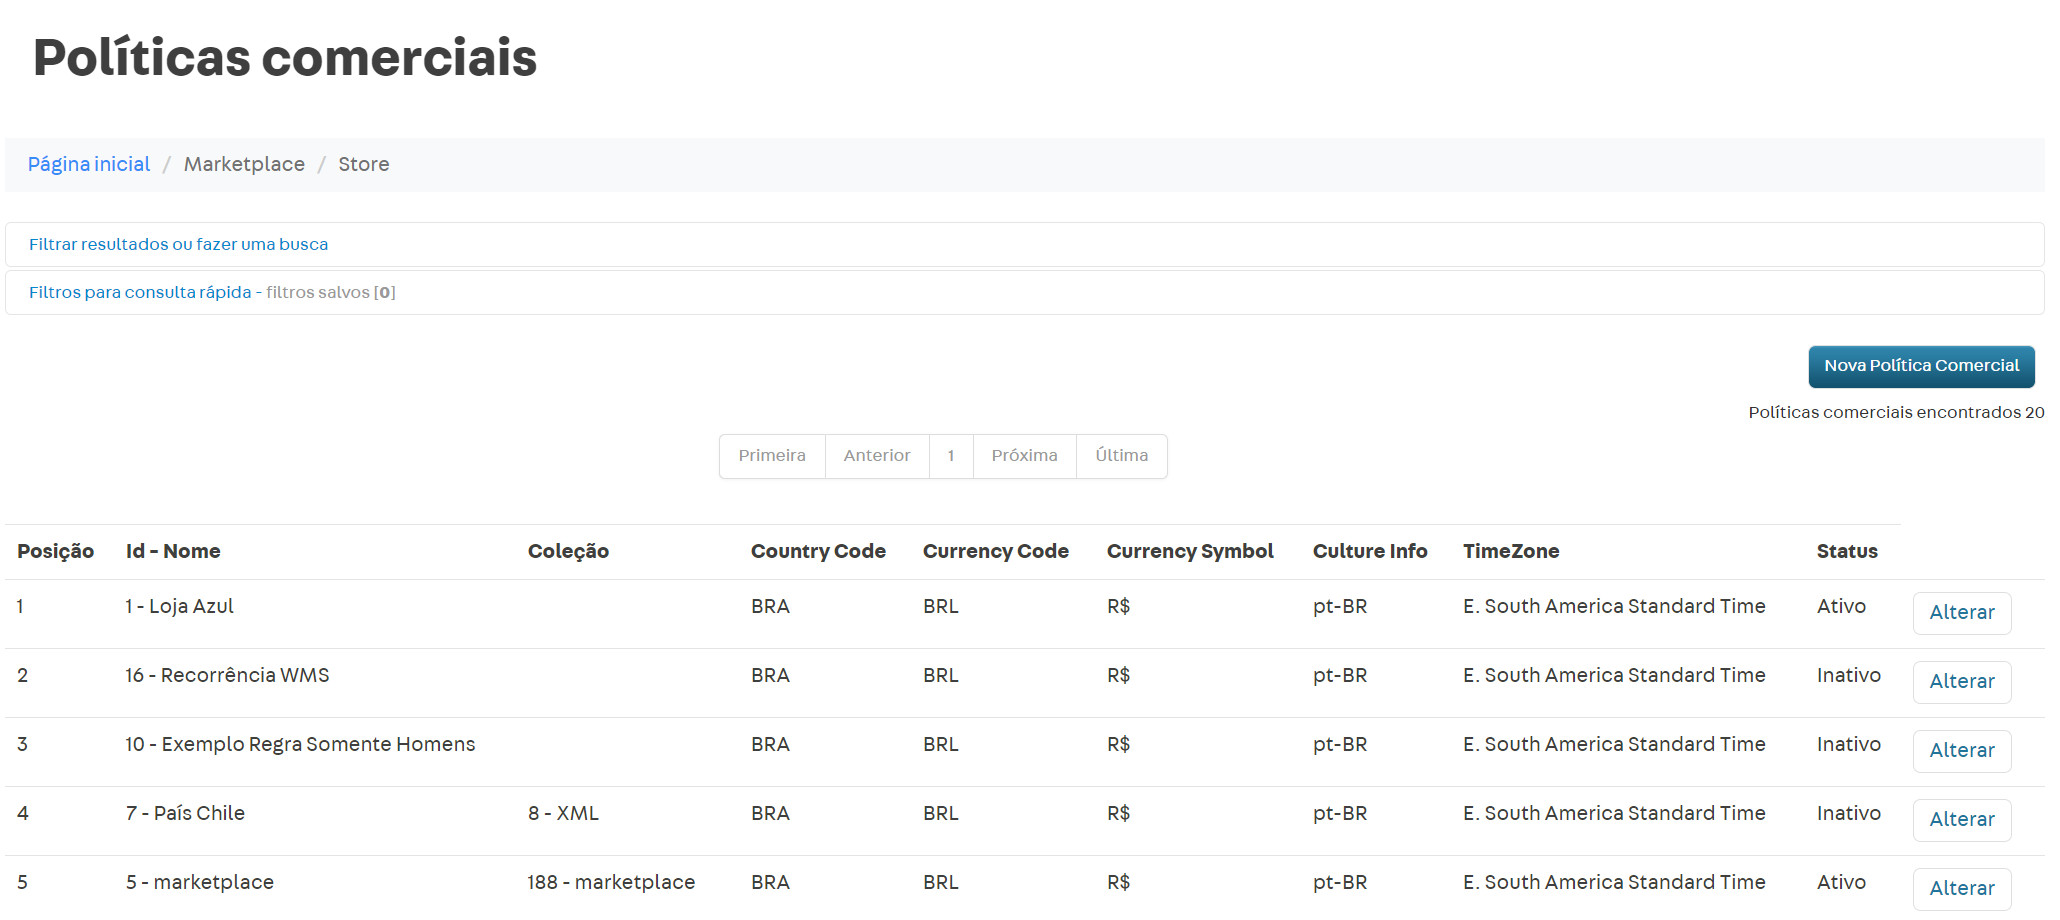 Políticas comerciais
Página inicial / Marketplace / Store
Filtrar resultados ou fazer uma busca
Filtros para consulta rápida - filtros salvos [0]
Nova Política Comercial
Políticas comerciais encontrados 20
Primeira Anterior 1 Próxima Última
Posição Id - Nome Coleção Country Code Currency Code Currency Symbol Culture Info TimeZone Status
1 1 - Loja Azul BRA BRL R$ pt-BR E. South America Standard Time Ativo Alterar
2 16 - Recorrência WMS BRA BRL R$ pt-BR E. South America Standard Time Inativo Alterar
3 10 - Exemplo Regra Somente Homens BRA BRL R$ pt-BR E. South America Standard Time Inativo Alterar
4 7 - País Chile 8 - XML BRA BRL R$ pt-BR E. South America Standard Time Inativo Alterar
5 5 - marketplace 188 - marketplace BRA BRL R$ pt-BR E. South America Standard Time Ativo Alterar